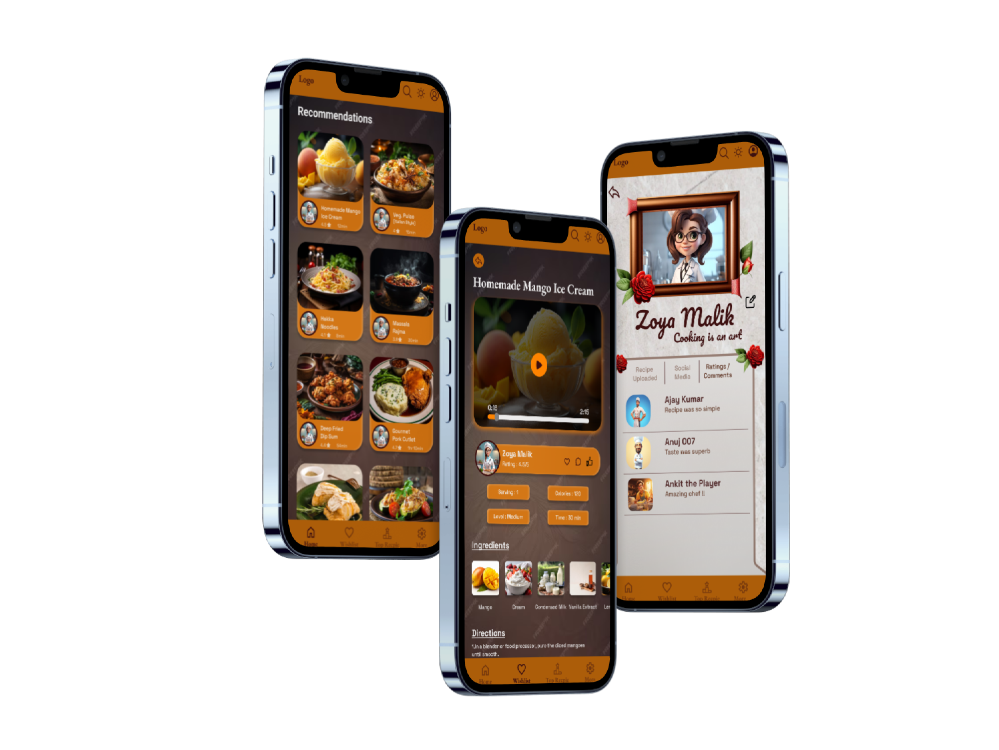 Logo
Recommendations
Homemade Mango
Ice Cream
4.5 12min
Veg. Pulao
(Italian Style)
4 15min
Hakka
Noodles
4.1 8min
Massala
Rajma
3.8 30min
Deep Fried
Dip Sum
4.4 54min
Gourmet
Pork Cutlet
4.7 1hr 10min
Home Wishlist Top Recpie More
Logo
Homemade Mango Ice Cream
0:15 2:15
Zoya Malik
Rating : 4.5/5
Serving : 1 Calories : 120
Level : Medium Time : 30 min
Ingredients
Mango Cream Condensed Milk Vanilla Extract
Directions
1.In a blender or food processor, pure the diced mangoes
until smooth.
Home Wishlist Top Recpie More
Logo
Zoya Malik
Cooking is an art
Recipe Social Ratings /
Uploaded Media Comments
Ajay Kumar
Recipe was so simple
Anuj 007
Taste was superb
Ankit the Player
Amazing chef !!
Home Wishlist Top Recpie More